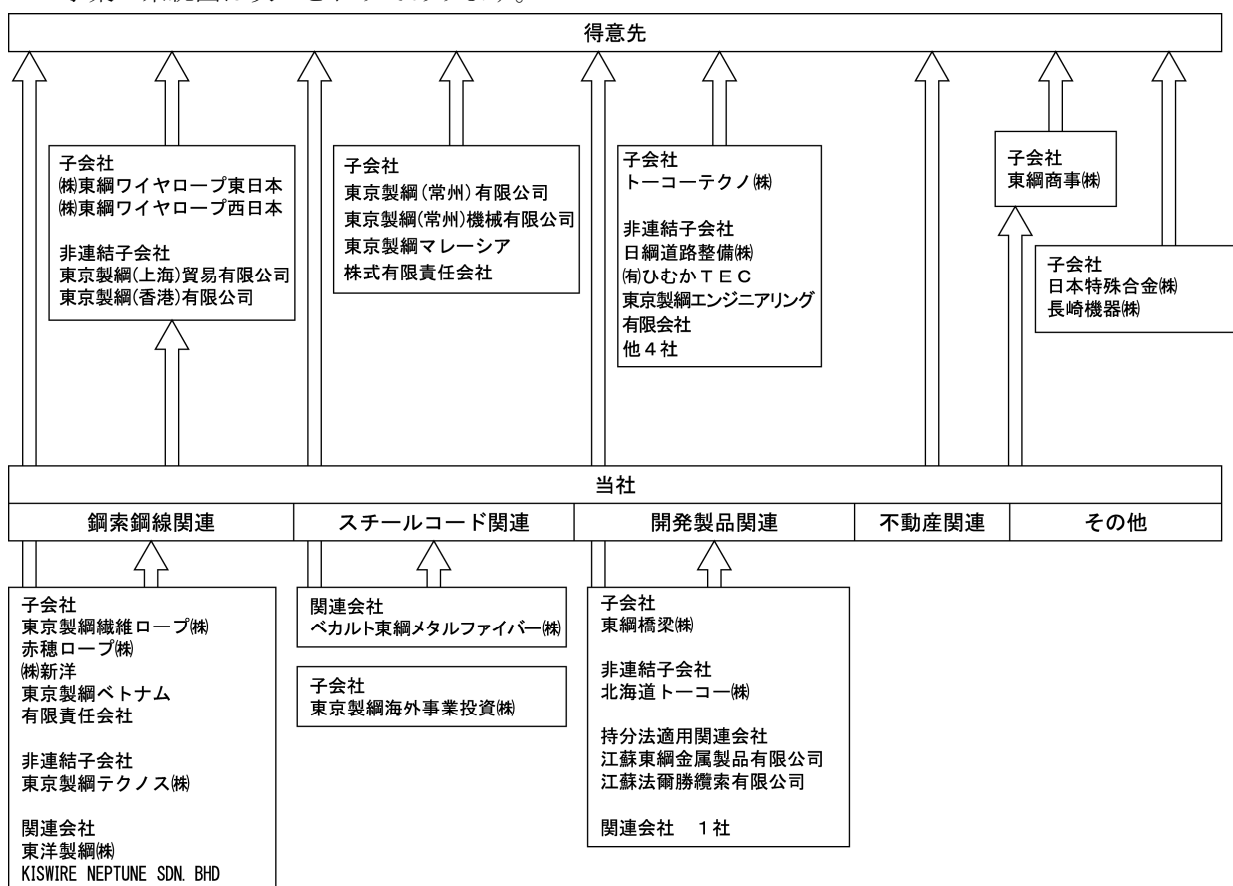 得意先
子会社
㈱東綱ワイヤロープ東日本
㈱東綱ワイヤロープ西日本
非連結子会社
東京製綱(上海)貿易有限公司
東京製綱(香港)有限公司
子会社
東京製綱(常州)有限公司
東京製綱(常州)機械有限公司
東京製綱マレーシア
株式有限責任会社
子会社
トーコーテクノ㈱
非連結子会社
日綱道路整備㈱
㈲ひむかＴＥＣ
東京製綱エンジニアリング
有限会社
他４社
子会社
東綱商事㈱
子会社
日本特殊合金㈱
長崎機器㈱
当社
鋼索鋼線関連
スチールコード関連
開発製品関連
不動産関連
その他
子会社
東京製綱繊維ロープ㈱
赤穂ロープ㈱
㈱新洋
東京製綱ベトナム
有限責任会社
非連結子会社
東京製綱テクノス㈱
関連会社
東洋製綱㈱
KISWIRE NEPTUNE SDN. BHD
関連会社
ベカルト東綱メタルファイバー㈱
子会社
東京製綱海外事業投資㈱
子会社
東綱橋梁㈱
非連結子会社
北海道トーコー㈱
持分法適用関連会社
江蘇東綱金属製品有限公司
江蘇法爾勝纜索有限公司
関連会社　１社